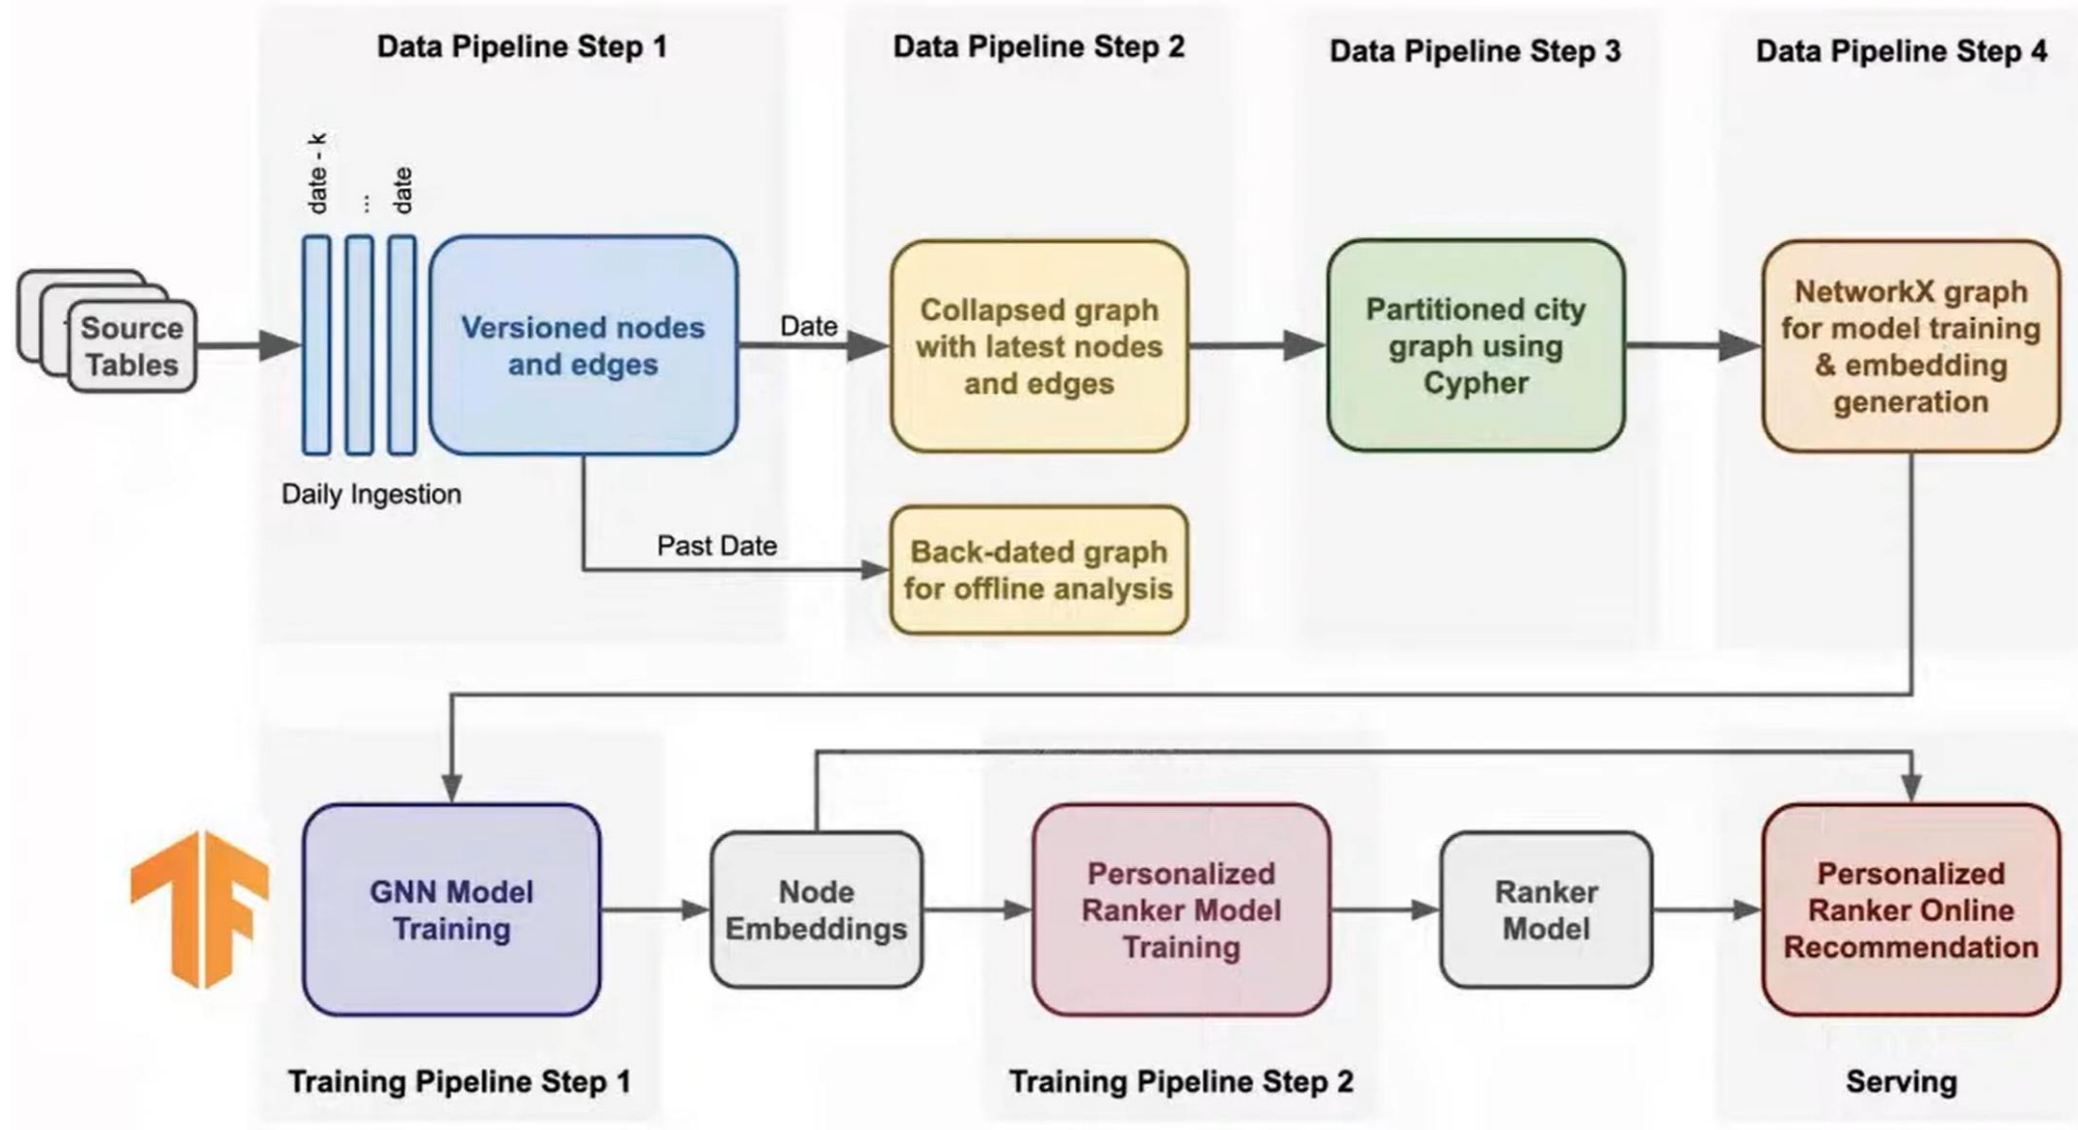 Data Pipeline Step 1
Data Pipeline Step 2
Data Pipeline Step 3
Data Pipeline Step 4
date - k
...
date
Source
Tables
Versioned nodes
and edges
Daily Ingestion
Date
Past Date
Collapsed graph
with latest nodes
and edges
Back-dated graph
for offline analysis
Partitioned city
graph using
Cypher
NetworkX graph
for model training
& embedding
generation
GNN Model
Training
Node
Embeddings
Personalized
Ranker Model
Training
Ranker
Model
Personalized
Ranker Online
Recommendation
Training Pipeline Step 1
Training Pipeline Step 2
Serving